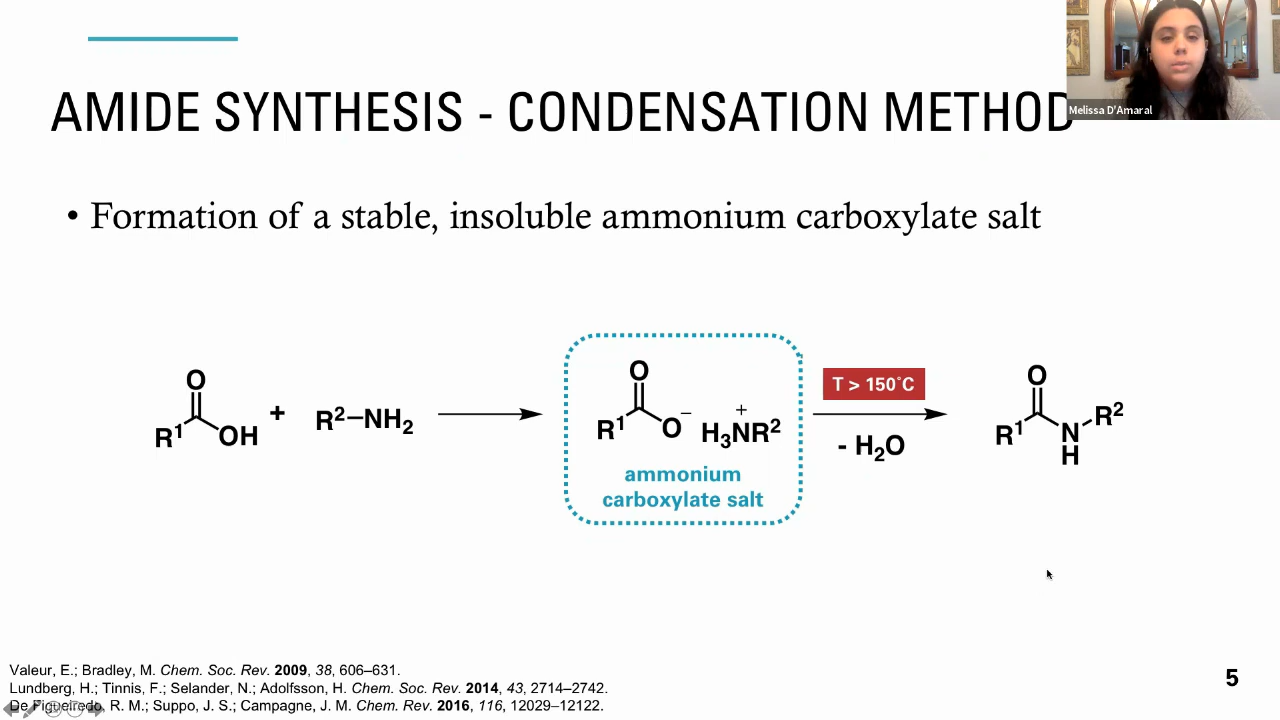 AMIDE SYNTHESIS - CONDENSATION METHOD
Melissa D'Amaral
• Formation of a stable, insoluble ammonium carboxylate salt
O
R¹ OH + R²–NH₂
O
R¹ O⁻ H₃N⁺R²
ammonium
carboxylate salt
T > 150°C
- H₂O
O
R¹ N R²
H
Valeur, E.; Bradley, M. Chem. Soc. Rev. 2009, 38, 606–631.
Lundberg, H.; Tinnis, F.; Selander, N.; Adolfsson, H. Chem. Soc. Rev. 2014, 43, 2714–2742.
De Figueiredo, R. M.; Suppo, J. S.; Campagne, J. M. Chem. Rev. 2016, 116, 12029–12122.
5